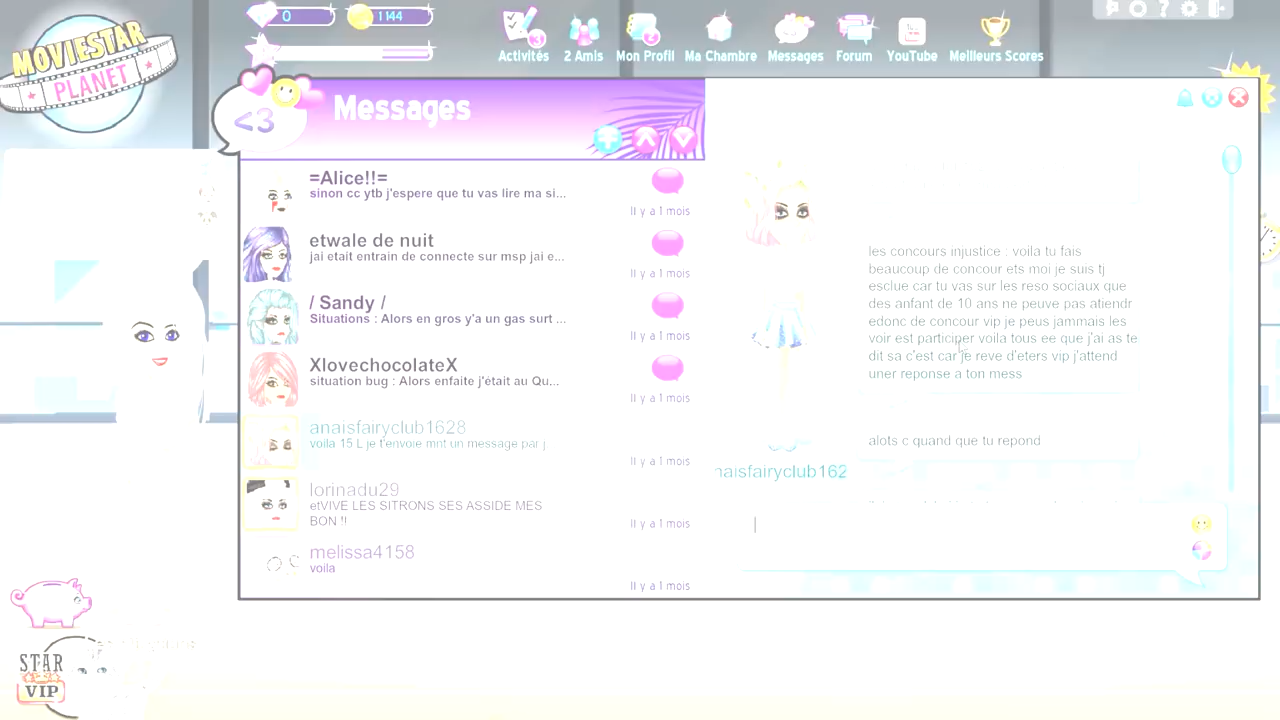 MOVIESTAR
PLANET
0
1 144
3
2
Activités
2 Amis
Mon Profil
Ma Chambre
Messages
Forum
YouTube
Meilleurs Scores
<3
Messages
=Alice!!=
sinon cc ytb j'espere que tu vas lire ma si...
Il y a 1 mois
etwale de nuit
jai etait entrain de connecte sur msp jai e...
Il y a 1 mois
/ Sandy /
Situations : Alors en gros y'a un gas surt ...
Il y a 1 mois
XlovechocolateX
situation bug : Alors enfaite j'était au Qu...
Il y a 1 mois
anaisfairyclub1628
voila 15 L je t'envoie mnt un message par j
Il y a 1 mois
lorinadu29
etVIVE LES SITRONS SES ASSIDE MES
BON !!
Il y a 1 mois
melissa4158
voila
Il y a 1 mois
les concours injustice : voila tu fais
beaucoup de concour ets moi je suis tj
esclue car tu vas sur les reso sociaux que
des anfant de 10 ans ne peuve pas atiendr
edonc de concour vip je peus jammais les
voir est participer voila tous ee que j'ai as te
dit sa c'est car je reve d'eters vip j'attend
uner reponse a ton mess
alots c quand que tu repond
naisfairyclub162
STAR
VIP